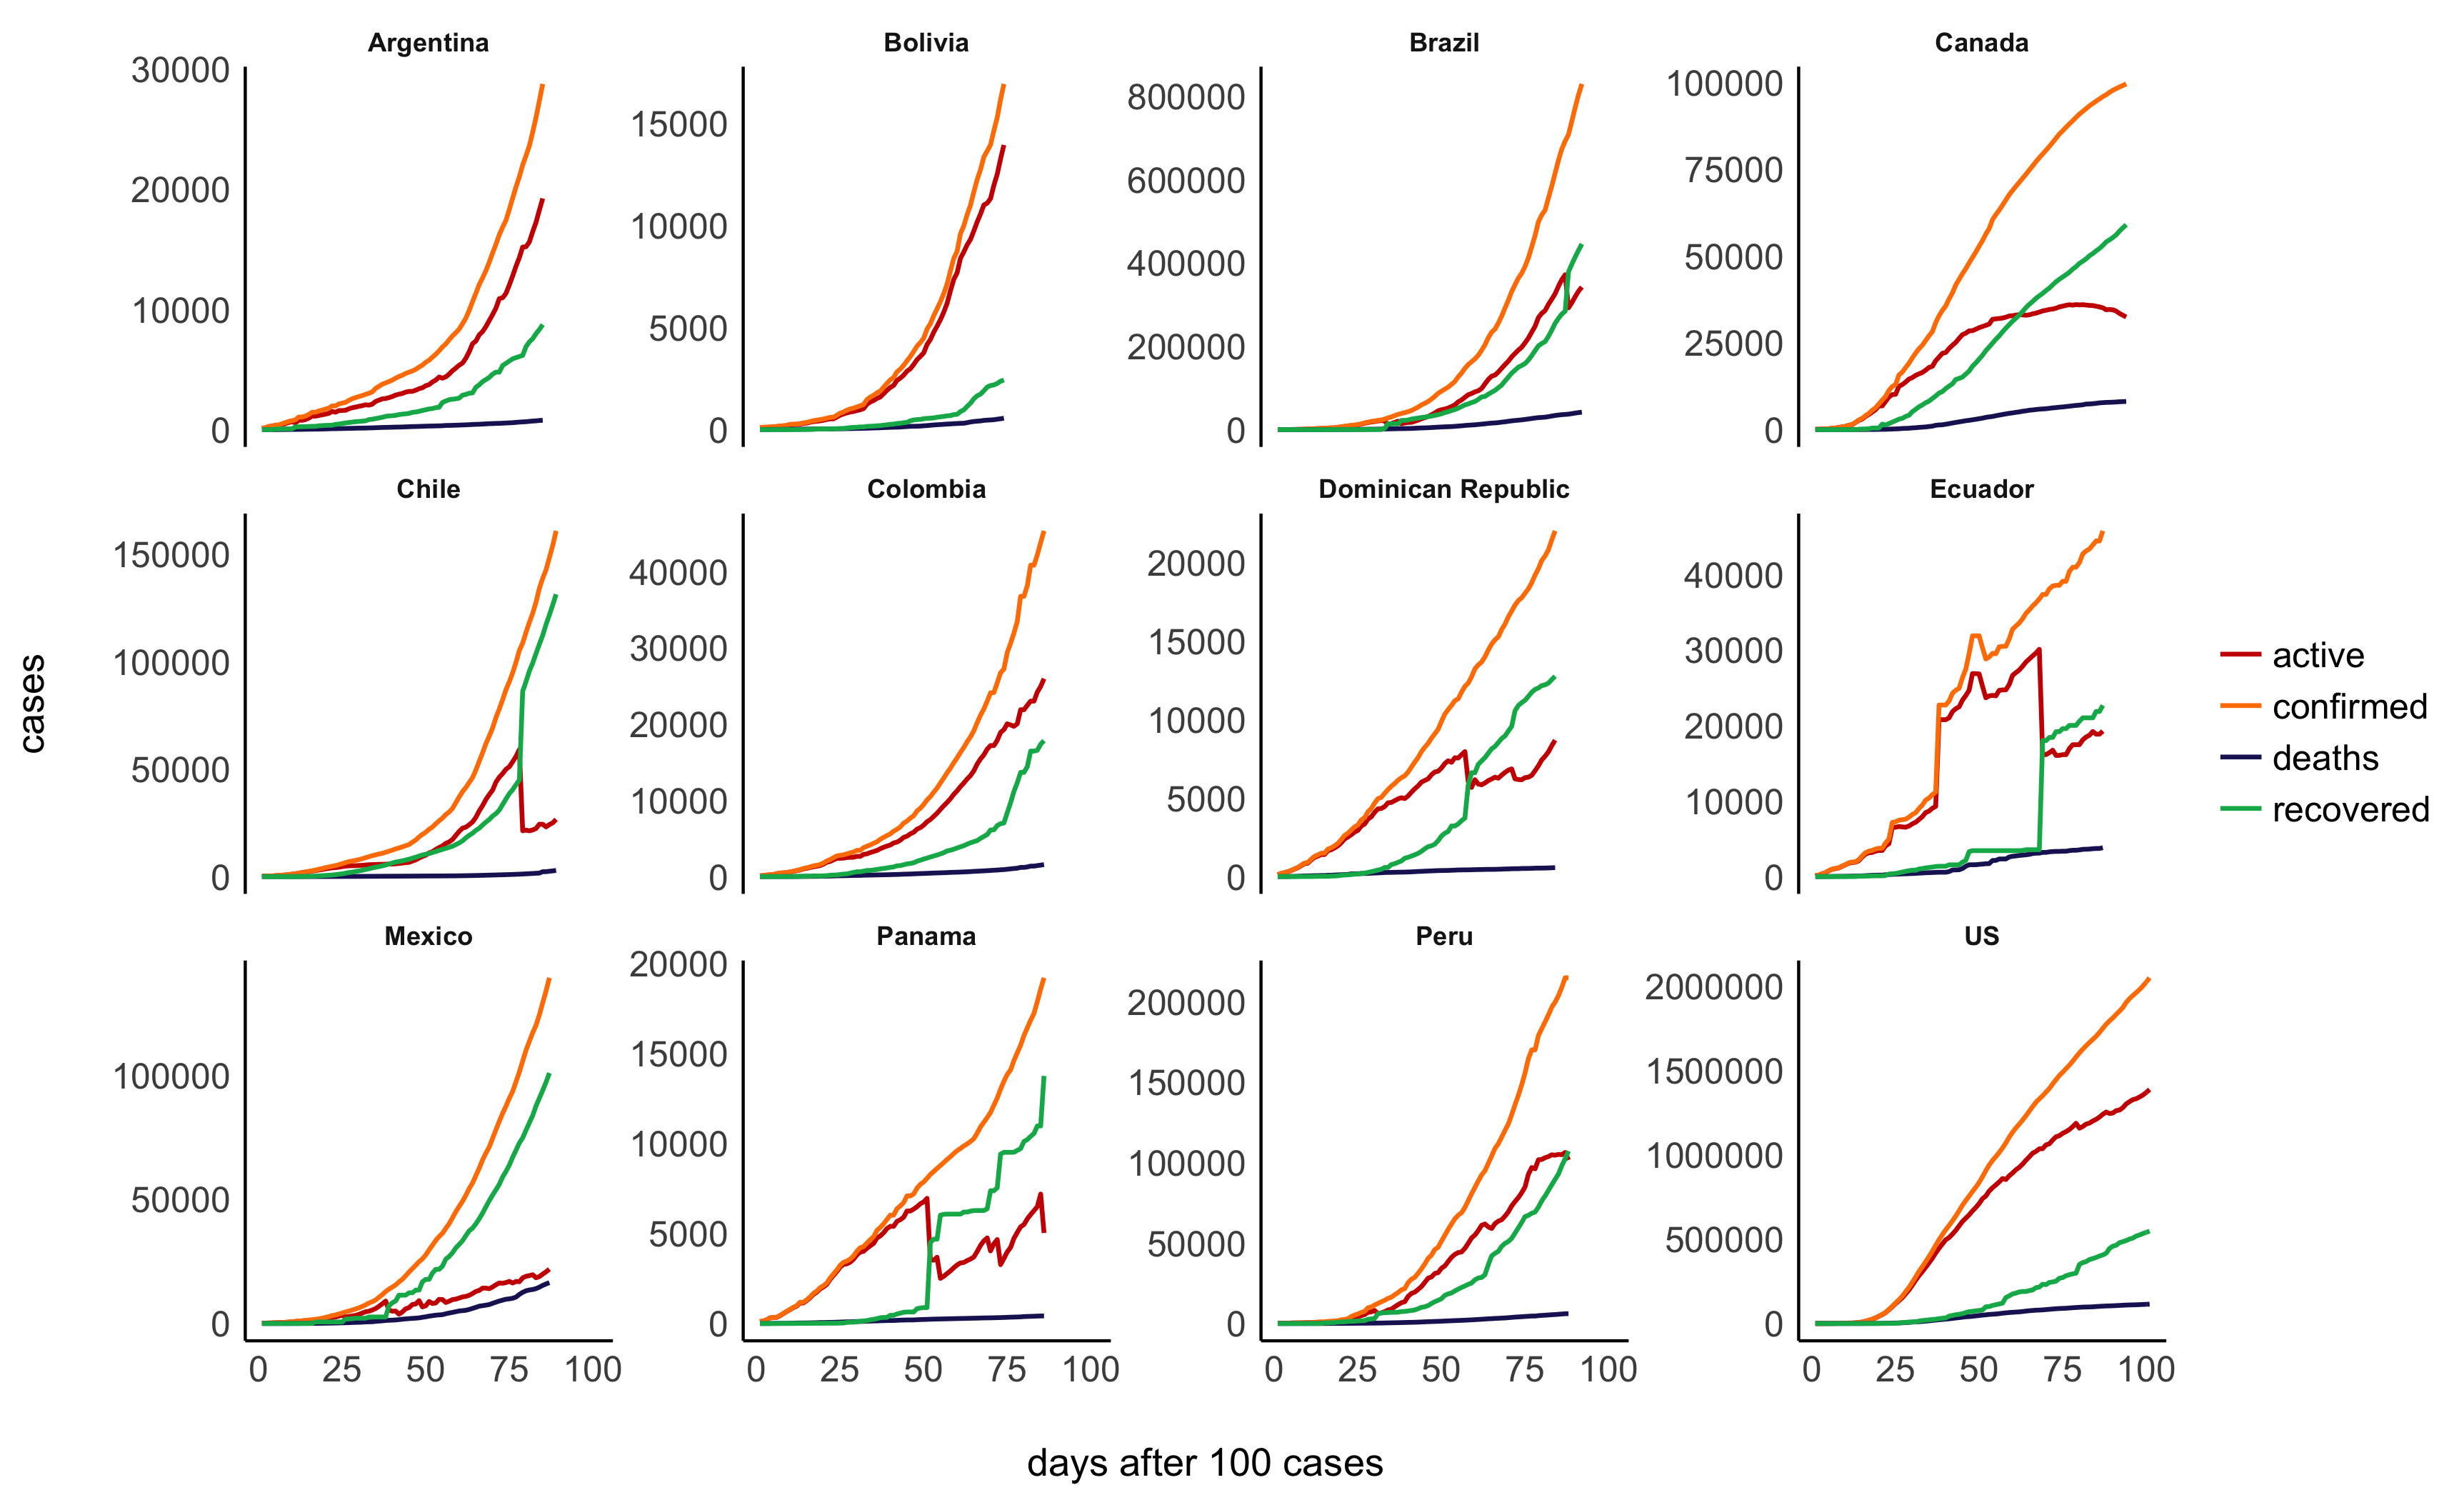 Argentina
Bolivia
Brazil
Canada
30000
20000
10000
0
15000
10000
5000
0
800000
600000
400000
200000
0
100000
75000
50000
25000
0
Chile
Colombia
Dominican Republic
Ecuador
150000
100000
50000
0
40000
30000
20000
10000
0
20000
15000
10000
5000
0
40000
30000
20000
10000
0
cases
active
confirmed
deaths
recovered
Mexico
Panama
Peru
US
100000
50000
0
20000
15000
10000
5000
0
200000
150000
100000
50000
0
2000000
1500000
1000000
500000
0
0 25 50 75 100
0 25 50 75 100
0 25 50 75 100
0 25 50 75 100
days after 100 cases